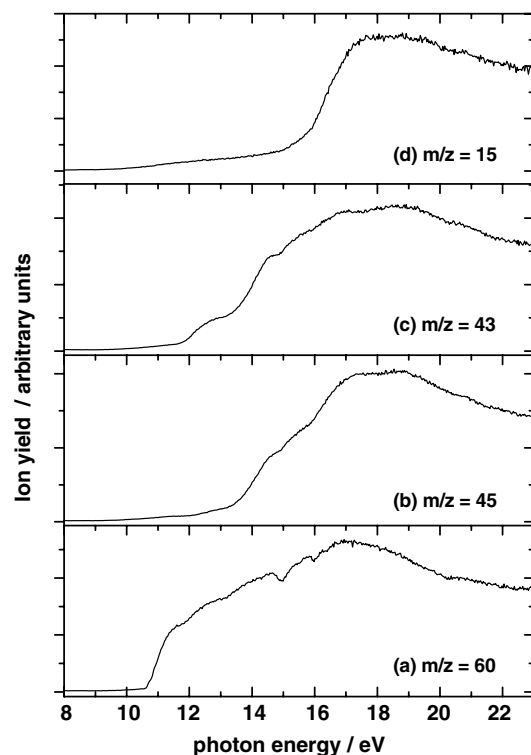 (d) m/z = 15
(c) m/z = 43
(b) m/z = 45
(a) m/z = 60
Ion yield / arbitrary units
8 10 12 14 16 18 20 22
photon energy / eV